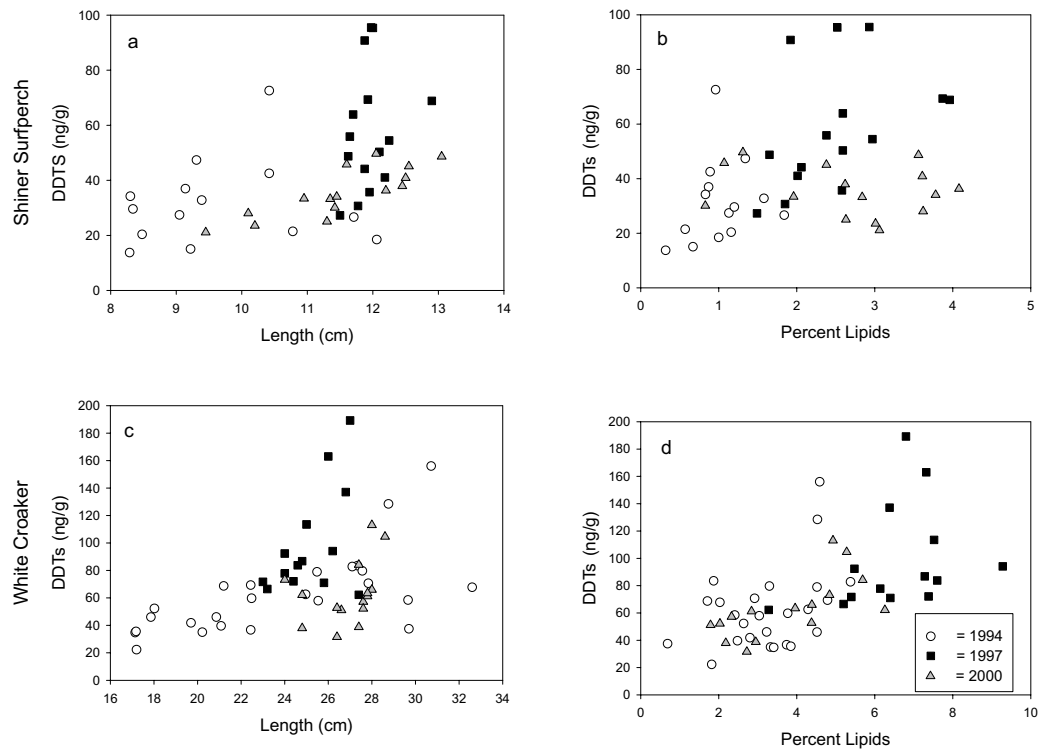 Shiner Surfperch
a
DDTS (ng/g)
100
80
60
40
20
0
8 9 10 11 12 13 14
Length (cm)
b
DDTs (ng/g)
100
80
60
40
20
0
0 1 2 3 4 5
Percent Lipids
White Croaker
c
DDTs (ng/g)
200
180
160
140
120
100
80
60
40
20
0
16 18 20 22 24 26 28 30 32 34
Length (cm)
d
DDTs (ng/g)
200
180
160
140
120
100
80
60
40
20
0
0 2 4 6 8 10
Percent Lipids
= 1994
= 1997
= 2000